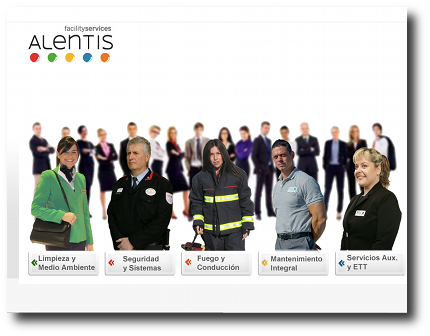 facilityservices
ALENTIS
Limpieza y
Medio Ambiente
Seguridad
y Sistemas
Fuego y
Conducción
Mantenimiento
Integral
Servicios Aux.
y ETT